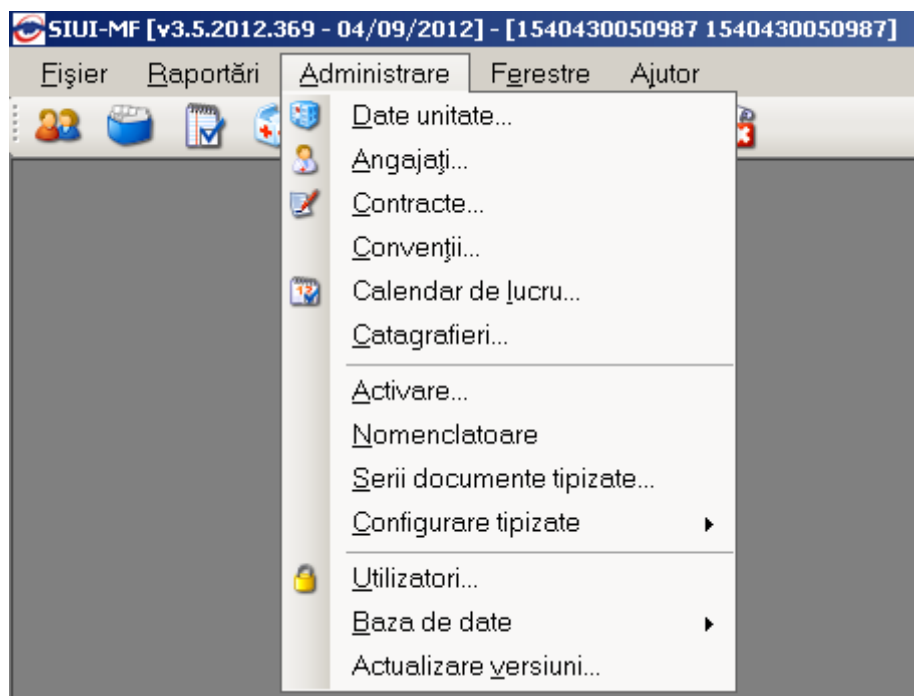 SIUI-MF [v3.5.2012.369 - 04/09/2012] - [1540430050987 1540430050987]
Fişier Raportări Administrare Ferestre Ajutor
Date unitate...
Angajaţi...
Contracte...
Convenţii...
Calendar de lucru...
Catagrafieri...
Activare...
Nomenclatoare
Serii documente tipizate...
Configurare tipizate
Utilizatori...
Baza de date
Actualizare versiuni...